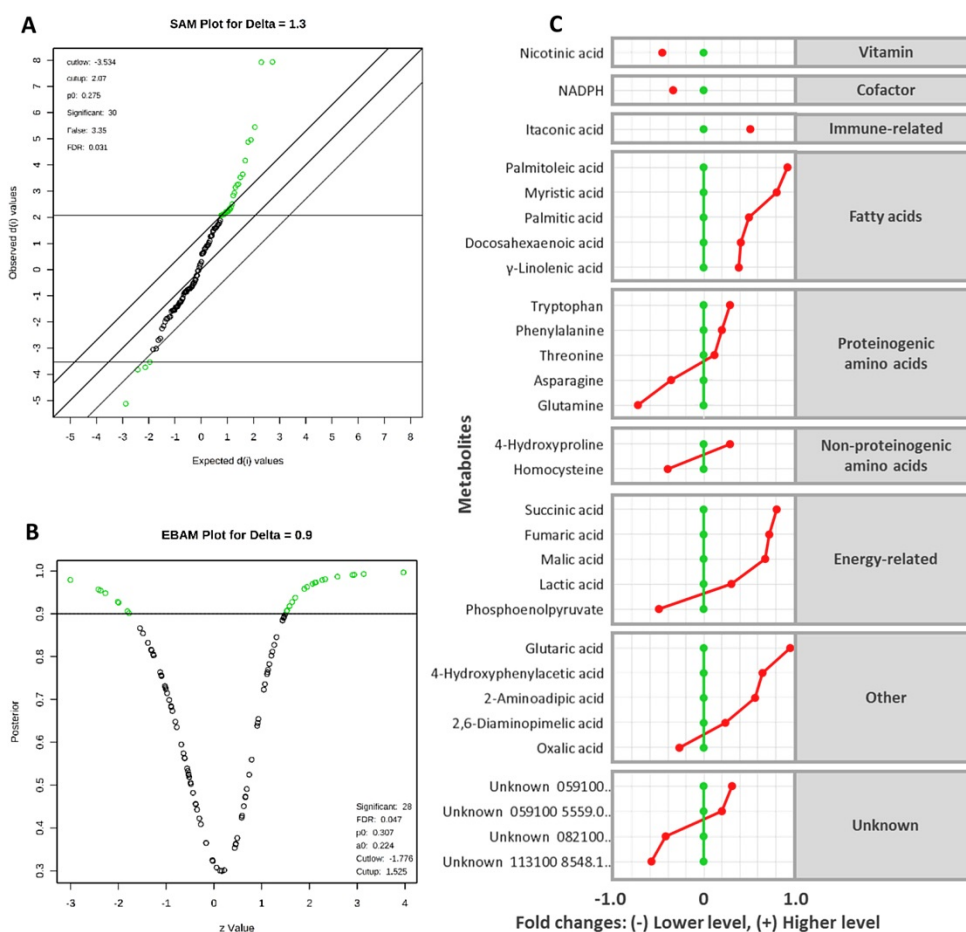 A
SAM Plot for Delta = 1.3
cutlow: -3.534
cutup: 2.07
p0: 0.275
Significant: 30
False: 3.35
FDR: 0.031
8
7
6
5
4
3
2
1
0
-1
-2
-3
-4
-5
Observed d(i) values
-5 -4 -3 -2 -1 0 1 2 3 4 5 6 7 8
Expected d(i) values
B
EBAM Plot for Delta = 0.9
1.0
0.9
0.8
0.7
0.6
0.5
0.4
0.3
Posterior
Significant: 28
FDR: 0.047
p0: 0.307
a0: 0.224
Cutlow: -1.776
Cutup: 1.525
-3 -2 -1 0 1 2 3 4
z Value
C
Metabolites
Nicotinic acid
Vitamin
NADPH
Cofactor
Itaconic acid
Immune-related
Palmitoleic acid
Myristic acid
Palmitic acid
Docosahexaenoic acid
γ-Linolenic acid
Fatty acids
Tryptophan
Phenylalanine
Threonine
Asparagine
Glutamine
Proteinogenic
amino acids
4-Hydroxyproline
Homocysteine
Non-proteinogenic
amino acids
Succinic acid
Fumaric acid
Malic acid
Lactic acid
Phosphoenolpyruvate
Energy-related
Glutaric acid
4-Hydroxyphenylacetic acid
2-Aminoadipic acid
2,6-Diaminopimelic acid
Oxalic acid
Other
Unknown 059100..
Unknown 059100 5559.0..
Unknown 082100..
Unknown 113100 8548.1..
Unknown
-1.0 0 1.0
Fold changes: (-) Lower level, (+) Higher level